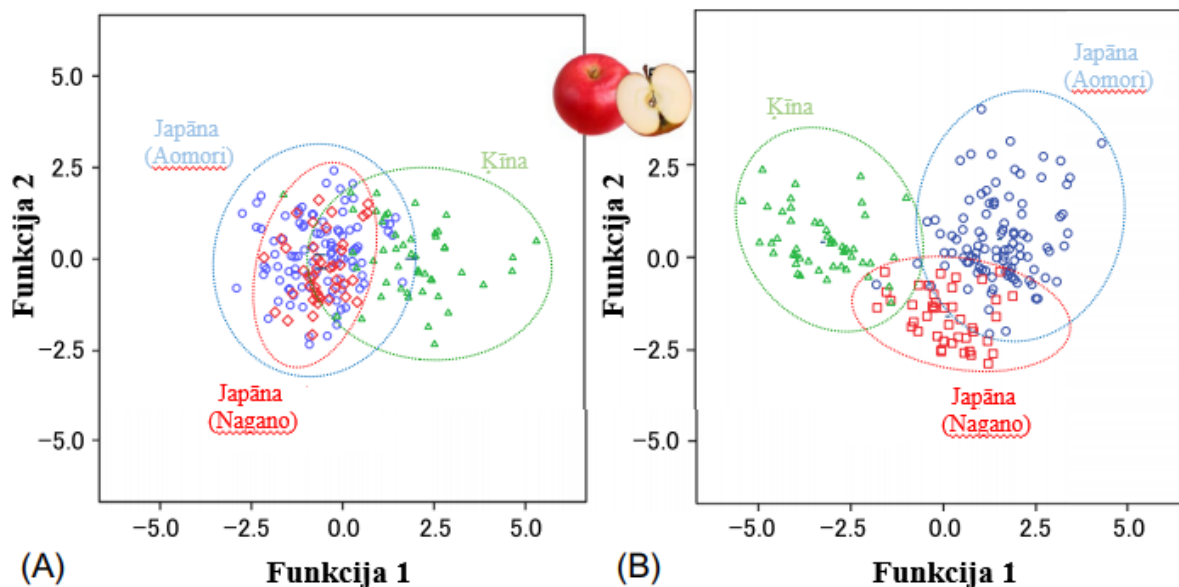 5.0
2.5
0.0
−2.5
−5.0
Funkcija 2
Japāna
(Aomori)
Ķīna
Japāna
(Nagano)
−5.0 −2.5 0.0 2.5 5.0
(A)
Funkcija 1
5.0
2.5
0.0
−2.5
−5.0
Funkcija 2
Japāna
(Aomori)
Ķīna
Japāna
(Nagano)
−5.0 −2.5 0.0 2.5 5.0
(B)
Funkcija 1